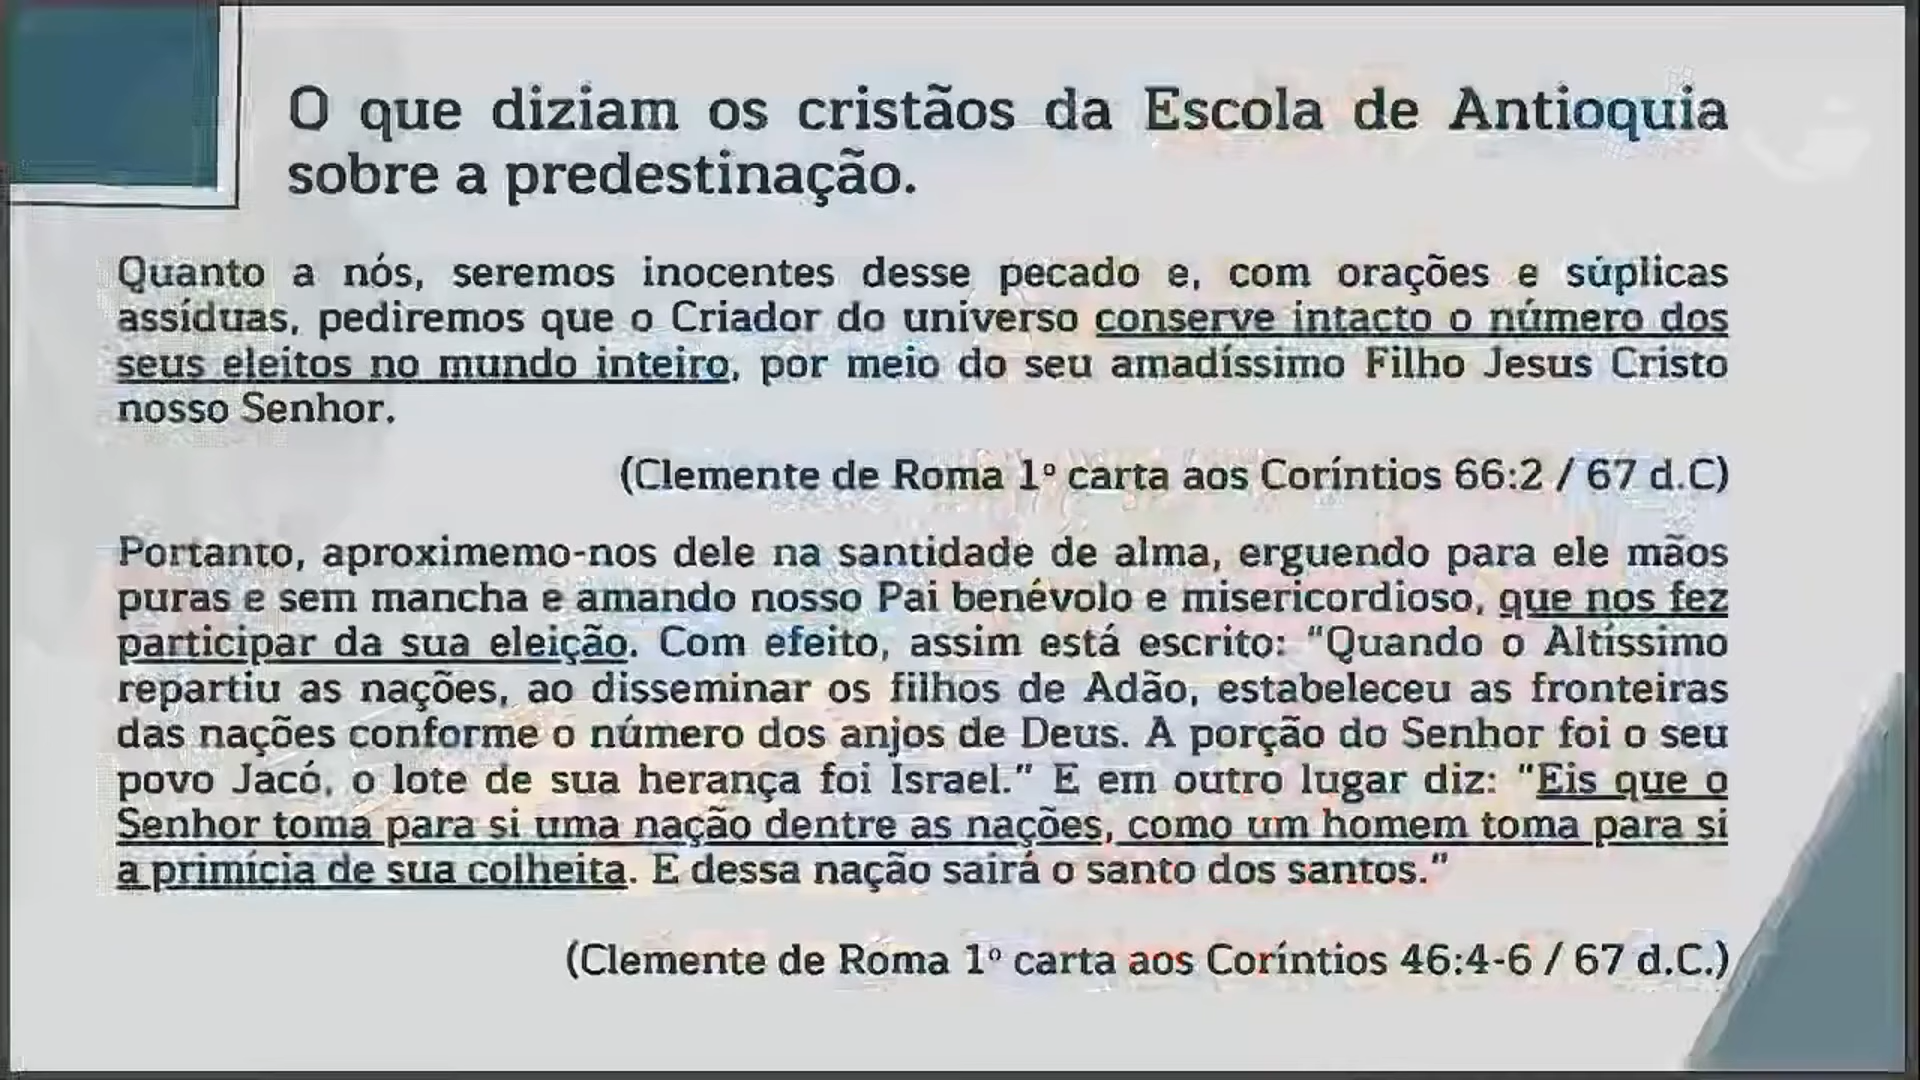 O que diziam os cristãos da Escola de Antioquia
sobre a predestinação.
Quanto a nós, seremos inocentes desse pecado e, com orações e súplicas
assíduas, pediremos que o Criador do universo conserve intacto o número dos
seus eleitos no mundo inteiro, por meio do seu amadíssimo Filho Jesus Cristo
nosso Senhor.
(Clemente de Roma 1º carta aos Coríntios 66:2 / 67 d.C)
Portanto, aproximemo-nos dele na santidade de alma, erguendo para ele mãos
puras e sem mancha e amando nosso Pai benévolo e misericordioso, que nos fez
participar da sua eleição. Com efeito, assim está escrito: “Quando o Altíssimo
repartiu as nações, ao disseminar os filhos de Adão, estabeleceu as fronteiras
das nações conforme o número dos anjos de Deus. A porção do Senhor foi o seu
povo Jacó, o lote de sua herança foi Israel.” E em outro lugar diz: “Eis que o
Senhor toma para si uma nação dentre as nações, como um homem toma para si
a primícia de sua colheita. E dessa nação sairá o santo dos santos.”
(Clemente de Roma 1º carta aos Coríntios 46:4-6 / 67 d.C.)